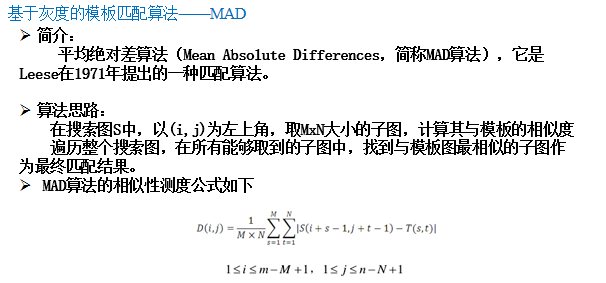 基于灰度的模板匹配算法——MAD
➢ 简介：
平均绝对差算法（Mean Absolute Differences，简称MAD算法），它是
Leese在1971年提出的一种匹配算法。
➢ 算法思路：
在搜索图S中，以(i,j)为左上角，取MxN大小的子图，计算其与模板的相似度
遍历整个搜索图，在所有能够取到的子图中，找到与模板图最相似的子图作
为最终匹配结果。
➢ MAD算法的相似性测度公式如下
D(i,j) = \frac{1}{M × N} \sum_{s=1}^{M} \sum_{t=1}^{N} |S(i + s − 1, j + t − 1) − T(s,t)|
1 ≤ i ≤ m − M + 1，1 ≤ j ≤ n − N + 1